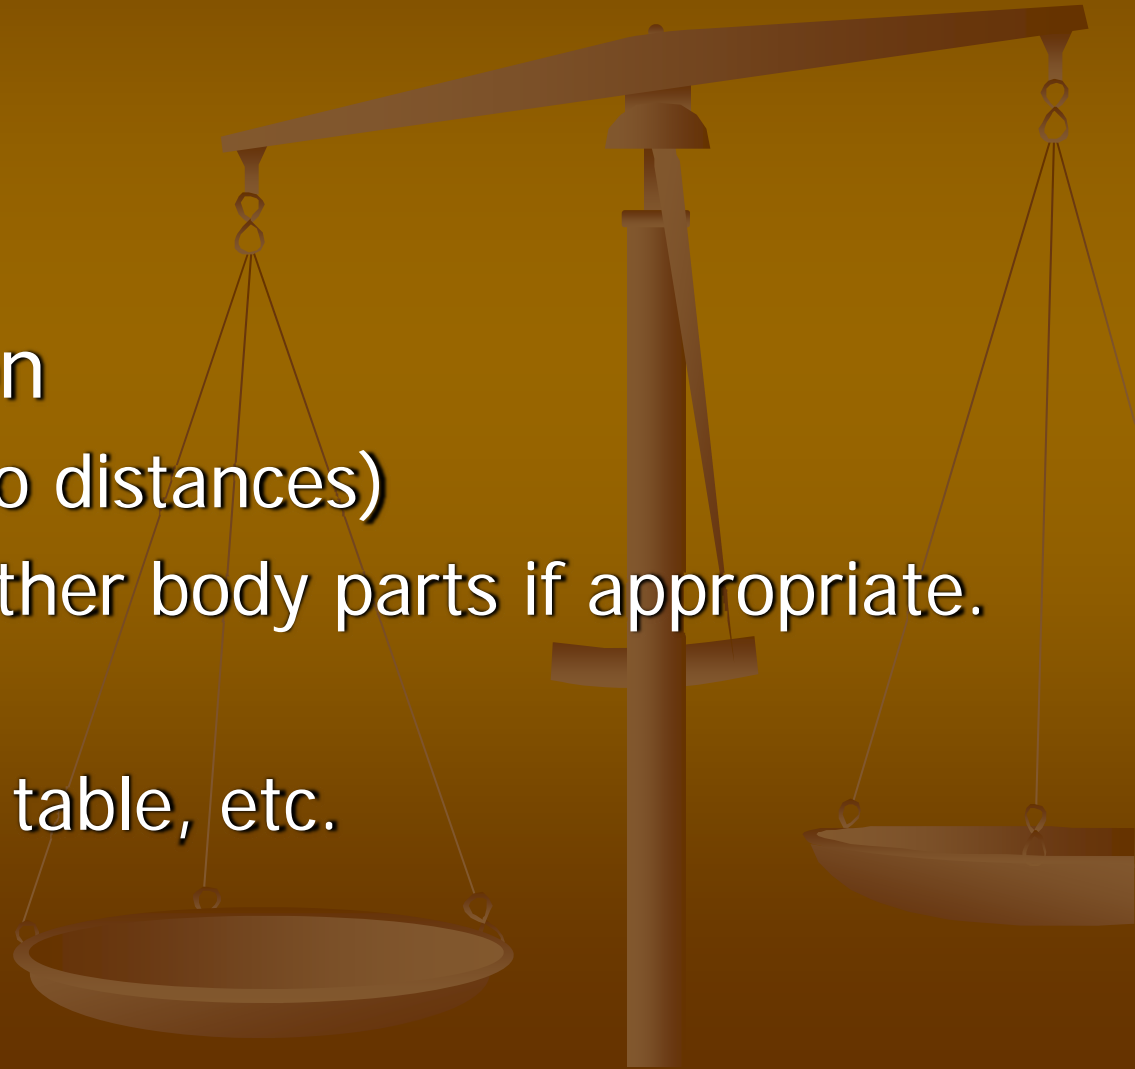 n
o distances)
ther body parts if appropriate.
table, etc.